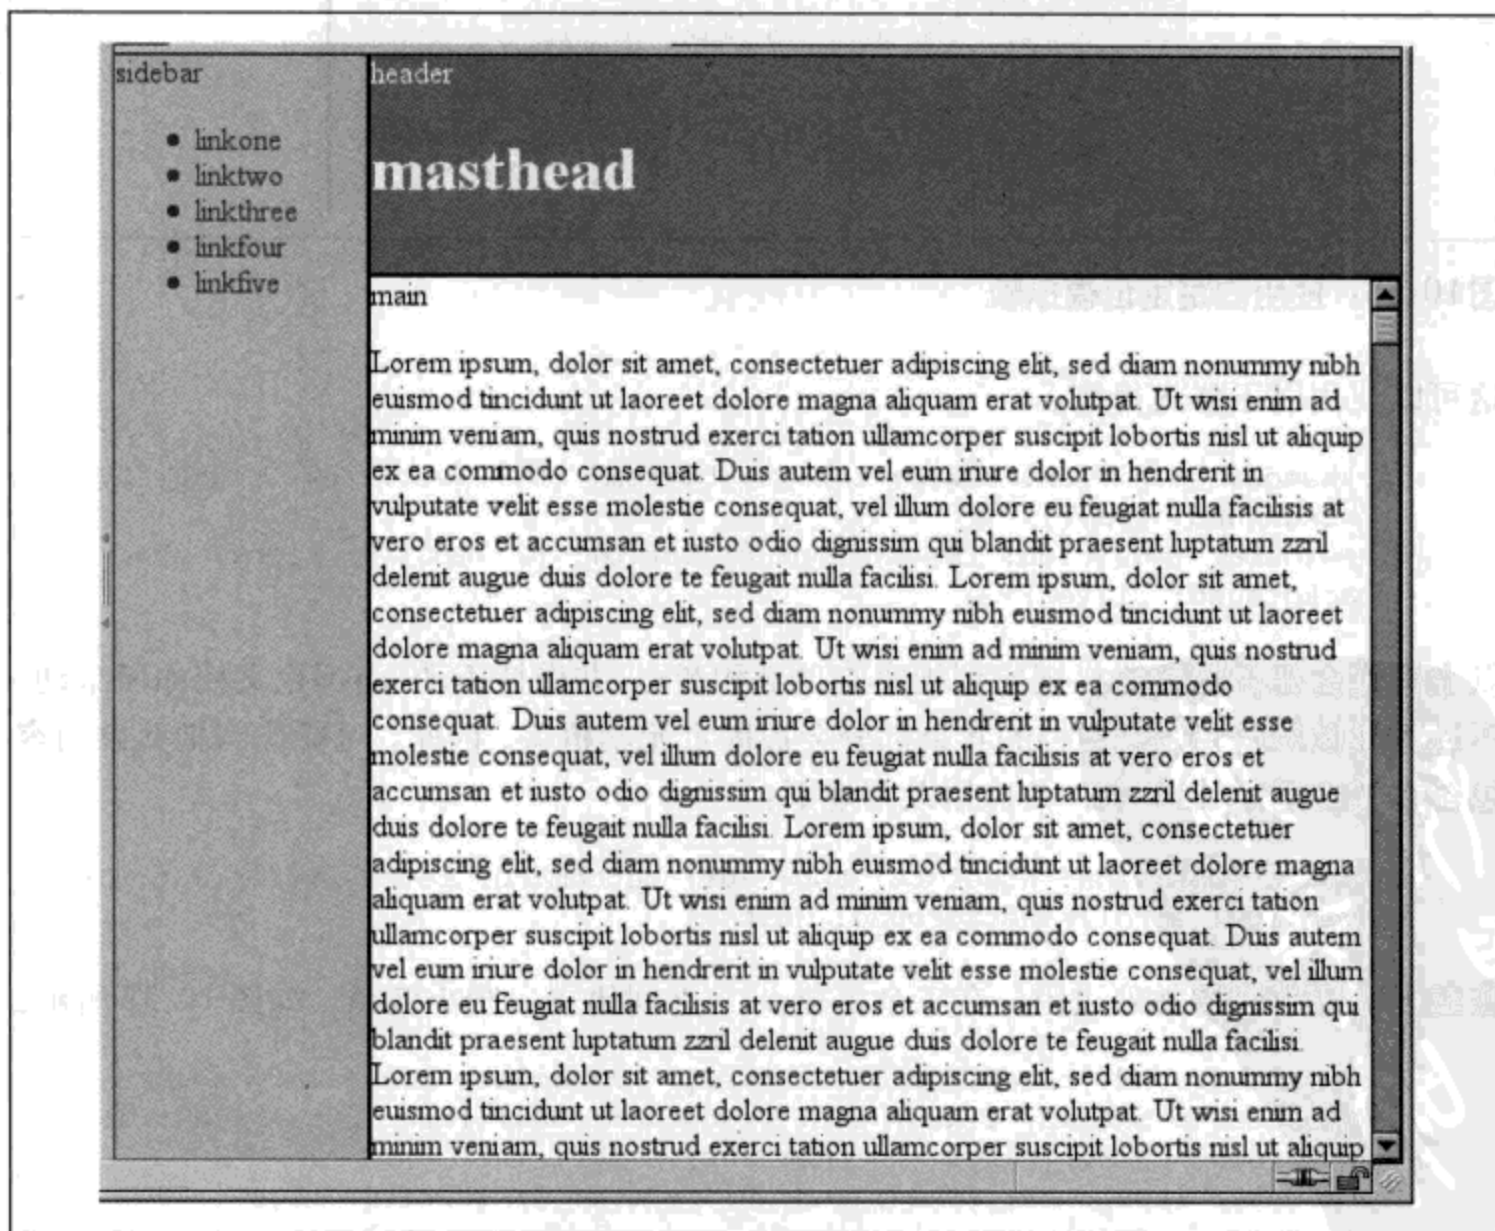 sidebar
linkone
linktwo
linkthree
linkfour
linkfive
header
masthead
main
Lorem ipsum, dolor sit amet, consectetuer adipiscing elit, sed diam nonummy nibh
euismod tincidunt ut laoreet dolore magna aliquam erat volutpat. Ut wisi enim ad
minim veniam, quis nostrud exerci tation ullamcorper suscipit lobortis nisl ut aliquip
ex ea commodo consequat. Duis autem vel eum iriure dolor in hendrerit in
vulputate velit esse molestie consequat, vel illum dolore eu feugiat nulla facilisis at
vero eros et accumsan et iusto odio dignissim qui blandit praesent luptatum zzril
delenit augue duis dolore te feugait nulla facilisi. Lorem ipsum, dolor sit amet,
consectetuer adipiscing elit, sed diam nonummy nibh euismod tincidunt ut laoreet
dolore magna aliquam erat volutpat. Ut wisi enim ad minim veniam, quis nostrud
exerci tation ullamcorper suscipit lobortis nisl ut aliquip ex ea commodo
consequat. Duis autem vel eum iriure dolor in hendrerit in vulputate velit esse
molestie consequat, vel illum dolore eu feugiat nulla facilisis at vero eros et
accumsan et iusto odio dignissim qui blandit praesent luptatum zzril delenit augue
duis dolore te feugait nulla facilisi. Lorem ipsum, dolor sit amet, consectetuer
adipiscing elit, sed diam nonummy nibh euismod tincidunt ut laoreet dolore magna
aliquam erat volutpat. Ut wisi enim ad minim veniam, quis nostrud exerci tation
ullamcorper suscipit lobortis nisl ut aliquip ex ea commodo consequat. Duis autem
vel eum iriure dolor in hendrerit in vulputate velit esse molestie consequat, vel illum
dolore eu feugiat nulla facilisis at vero eros et accumsan et iusto odio dignissim qui
blandit praesent luptatum zzril delenit augue duis dolore te feugait nulla facilisi.
Lorem ipsum, dolor sit amet, consectetuer adipiscing elit, sed diam nonummy nibh
euismod tincidunt ut laoreet dolore magna aliquam erat volutpat. Ut wisi enim ad
minim veniam, quis nostrud exerci tation ullamcorper suscipit lobortis nisl ut aliquip